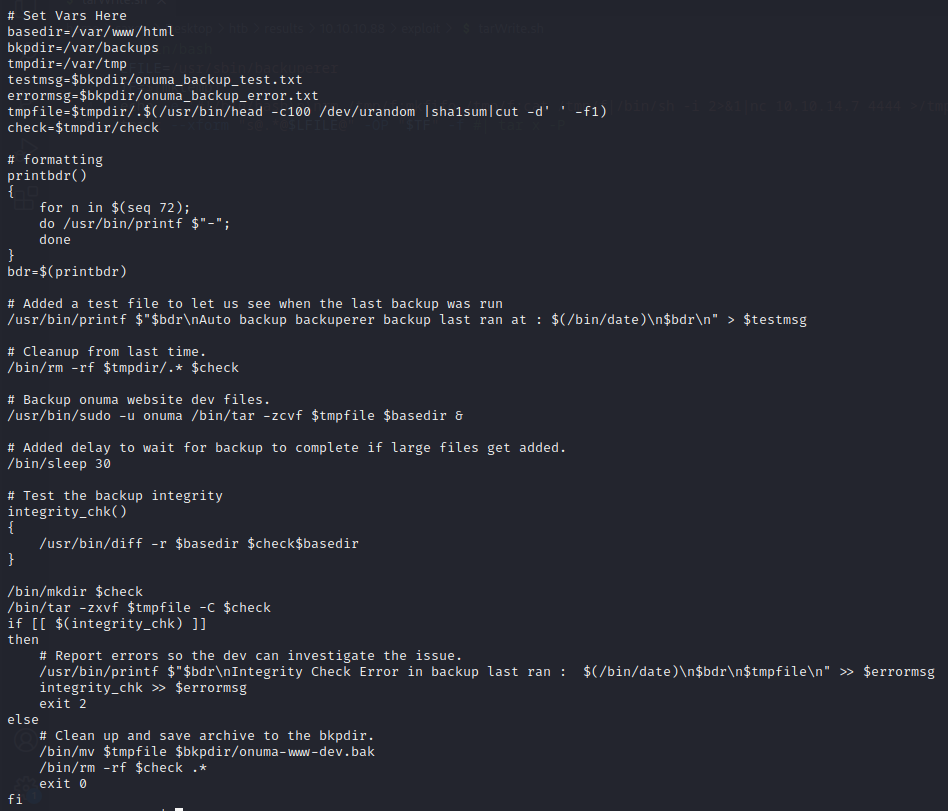 # Set Vars Here
basedir=/var/www/html
bkpdir=/var/backups
tmpdir=/var/tmp
testmsg=$bkpdir/onuma_backup_test.txt
errormsg=$bkpdir/onuma_backup_error.txt
tmpfile=$tmpdir/.$(/usr/bin/head -c100 /dev/urandom |sha1sum|cut -d' ' -f1)
check=$tmpdir/check

# formatting
printbdr()
{
    for n in $(seq 72);
    do /usr/bin/printf $"-";
    done
}
bdr=$(printbdr)

# Added a test file to let us see when the last backup was run
/usr/bin/printf $"$bdr\nAuto backup backuperer backup last ran at : $(/bin/date)\n$bdr\n" > $testmsg

# Cleanup from last time.
/bin/rm -rf $tmpdir/.* $check

# Backup onuma website dev files.
/usr/bin/sudo -u onuma /bin/tar -zcvf $tmpfile $basedir &

# Added delay to wait for backup to complete if large files get added.
/bin/sleep 30

# Test the backup integrity
integrity_chk()
{
    /usr/bin/diff -r $basedir $check$basedir
}

/bin/mkdir $check
/bin/tar -zxvf $tmpfile -C $check
if [[ $(integrity_chk) ]]
then
    # Report errors so the dev can investigate the issue.
    /usr/bin/printf $"$bdr\nIntegrity Check Error in backup last ran :  $(/bin/date)\n$bdr\n$tmpfile\n" >> $errormsg
    integrity_chk >> $errormsg
    exit 2
else
    # Clean up and save archive to the bkpdir.
    /bin/mv $tmpfile $bkpdir/onuma-www-dev.bak
    /bin/rm -rf $check .*
    exit 0
fi